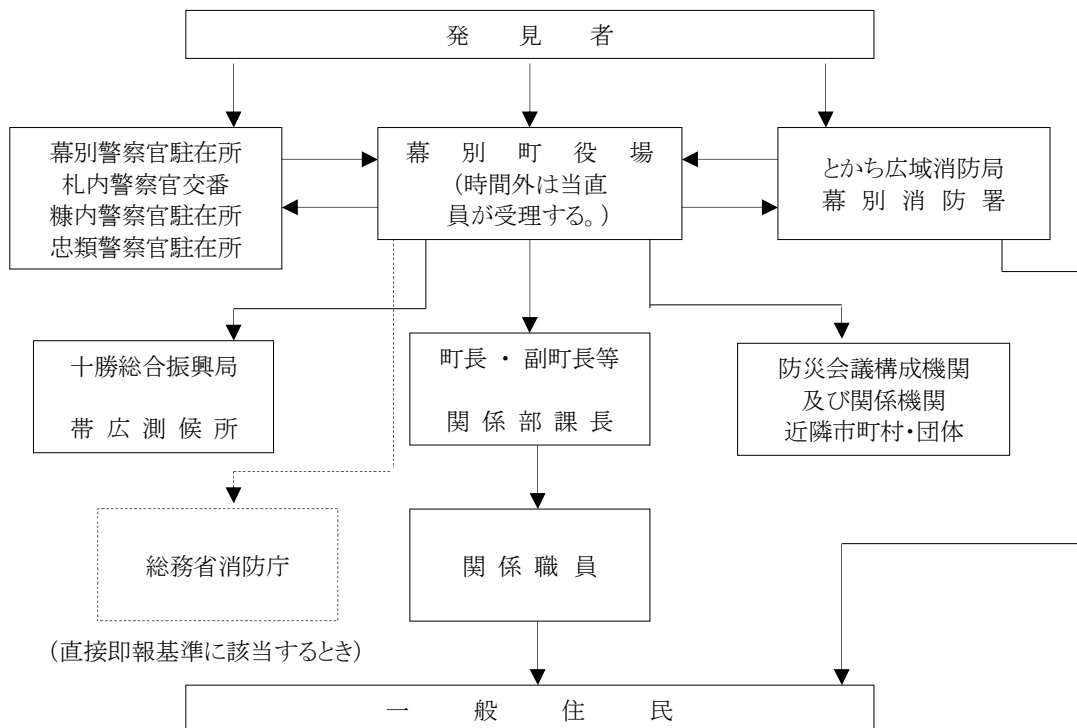 発見者
幕別警察官駐在所
札内警察官交番
糠内警察官駐在所
忠類警察官駐在所
幕別町役場
(時間外は当直
員が受理する。)
とかち広域消防局
幕別消防署
十勝総合振興局
帯広測候所
町長・副町長等
関係部課長
防災会議構成機関
及び関係機関
近隣市町村・団体
総務省消防庁
関係職員
(直接即報基準に該当するとき)
一般住民